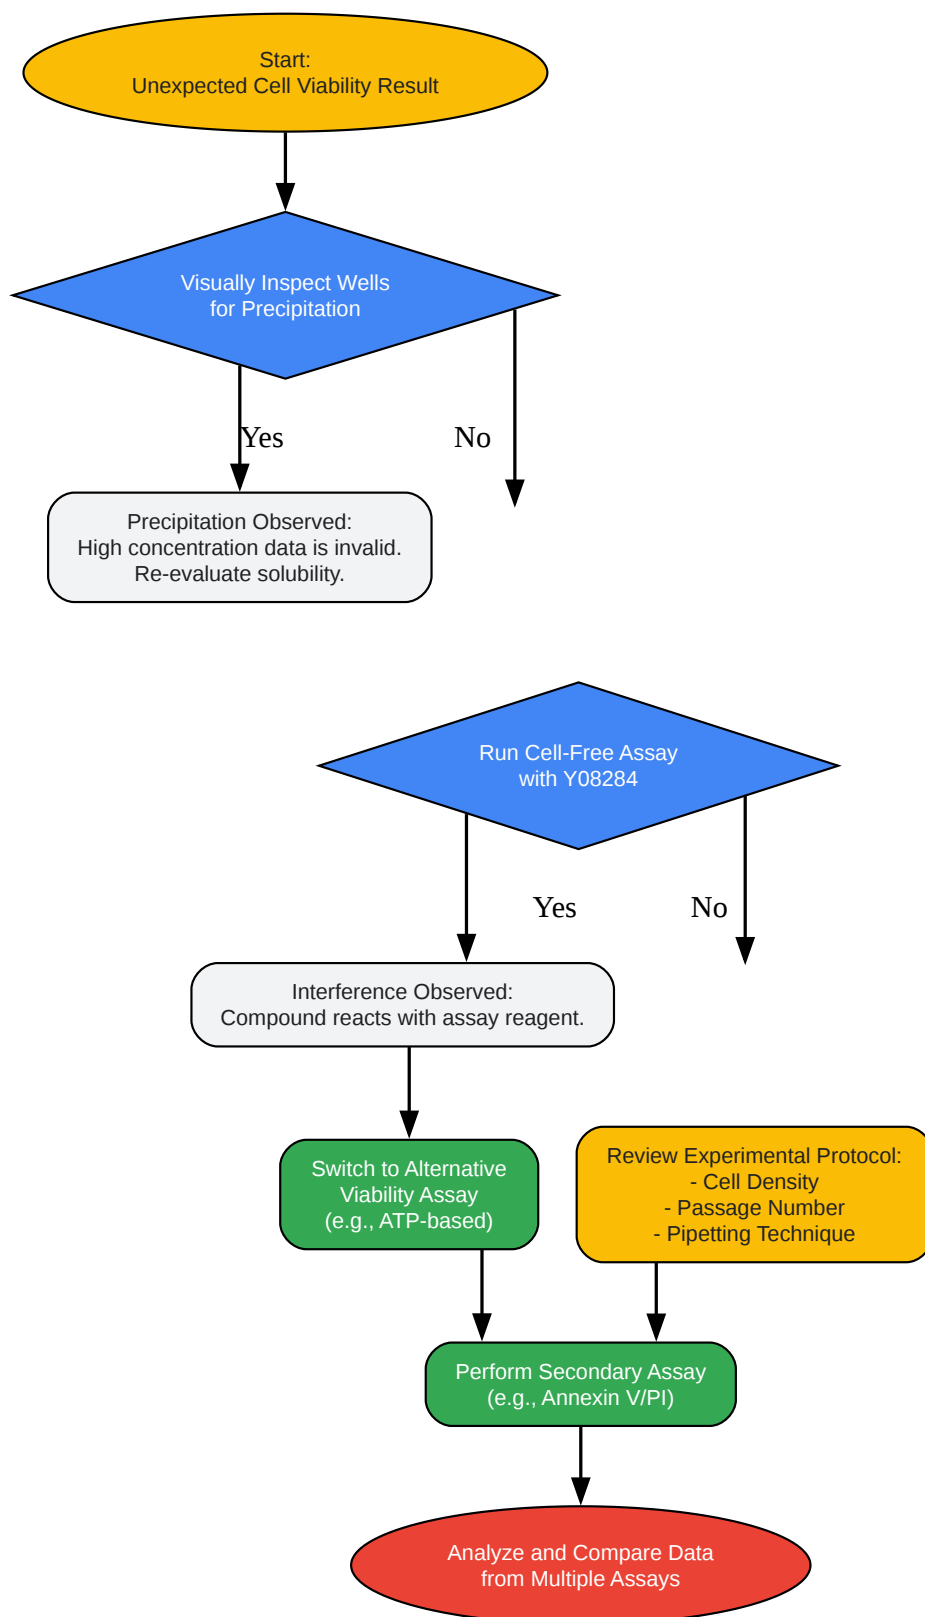 Start:
Unexpected Cell Viability Result
Visually Inspect Wells
for Precipitation
Yes
No
Precipitation Observed:
High concentration data is invalid.
Re-evaluate solubility.
Run Cell-Free Assay
with Y08284
Yes
No
Interference Observed:
Compound reacts with assay reagent.
Switch to Alternative
Viability Assay
(e.g., ATP-based)
Review Experimental Protocol:
- Cell Density
- Passage Number
- Pipetting Technique
Perform Secondary Assay
(e.g., Annexin V/PI)
Analyze and Compare Data
from Multiple Assays